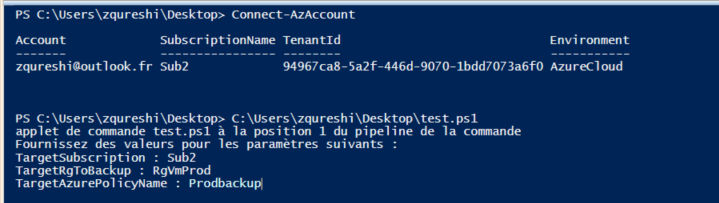 PS C:\Users\zqureshi\Desktop> Connect-AzAccount
Account SubscriptionName TenantId Environment
------- ---------------- -------- -----------
zqureshi@outlook.fr Sub2 94967ca8-5a2f-446d-9070-1bdd7073a6f0 AzureCloud
PS C:\Users\zqureshi\Desktop> C:\Users\zqureshi\Desktop\test.ps1
applet de commande test.ps1 à la position 1 du pipeline de la commande
Fournissez des valeurs pour les paramètres suivants :
TargetSubscription : Sub2
TargetRgToBackup : RgVmProd
TargetAzurePolicyName : Prodbackup